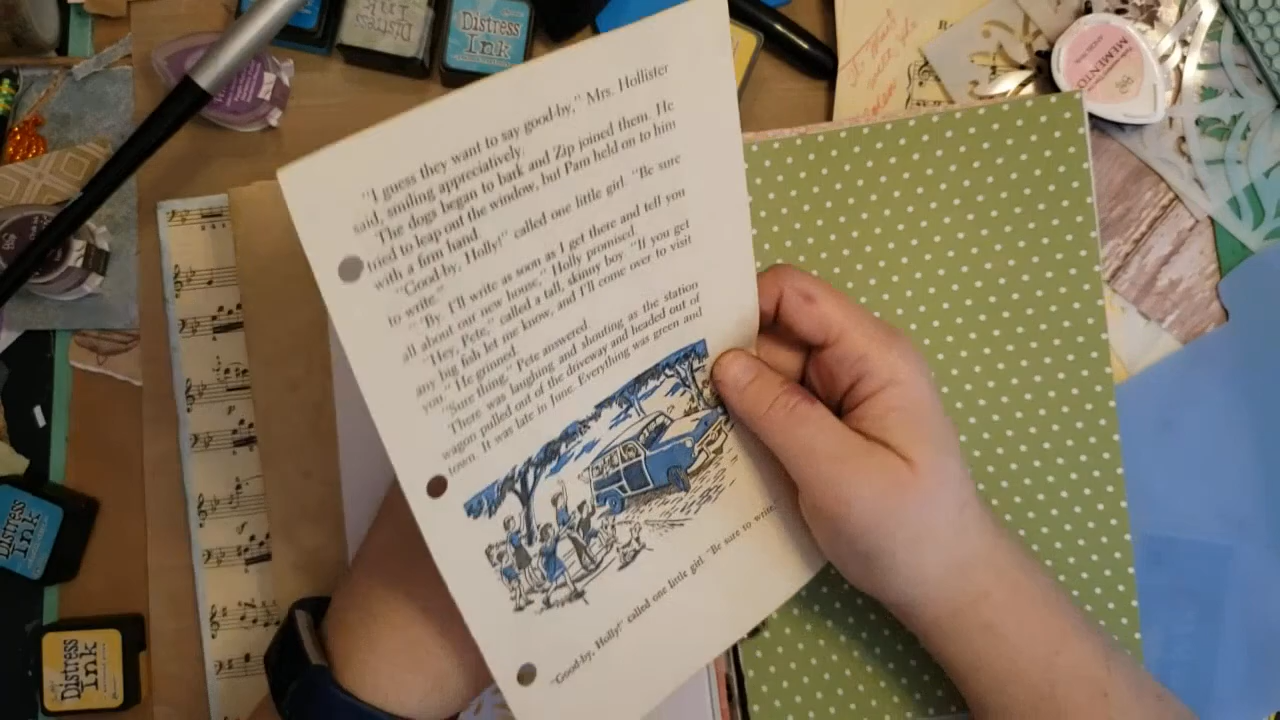 "I guess they want to say good-by," Mrs. Hollister
said, smiling appreciatively.
The dogs began to bark and Zip joined them. He
tried to leap out the window, but Pam held on to him
with a firm hand.
"Good-by, Holly!" called one little girl. "Be sure
to write."
"By. I'll write as soon as I get there and tell you
all about our new house," Holly promised.
"Hey, Pete," called a tall, skinny boy. "If you get
any big fish let me know, and I'll come over to visit
you." He grinned.
"Sure thing," Pete answered.
There was laughing and shouting as the station
wagon pulled out of the driveway and headed out of
town. It was late in June. Everything was green and
"Good-by, Holly!" called one little girl. "Be sure to write."
Distress
Ink
Distress
Ink
Distress
Ink
Distress
Ink
MEMENTO